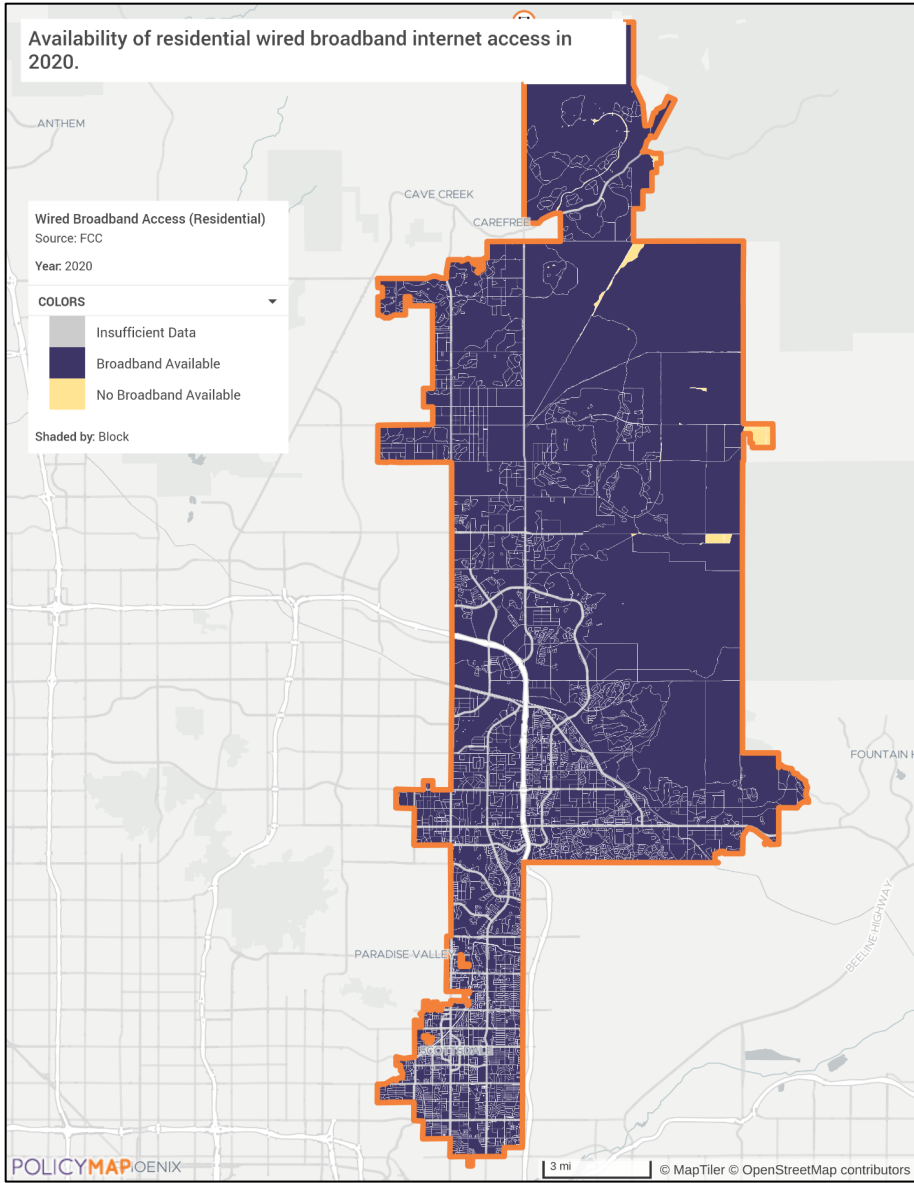 Availability of residential wired broadband internet access in
2020.
ANTHEM
CAVE CREEK
CAREFREE
Wired Broadband Access (Residential)
Source: FCC
Year: 2020
COLORS
Insufficient Data
Broadband Available
No Broadband Available
Shaded by: Block
FOUNTAIN H
BEELINE HIGHWAY
PARADISE VALLEY
SCOTTSDALE
POLICYMAP OENIX
3 mi
© MapTiler © OpenStreetMap contributors